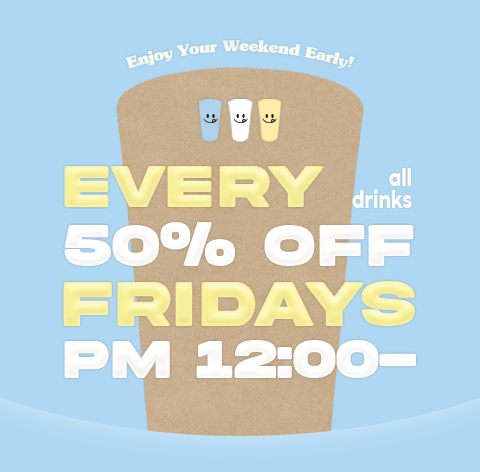 Enjoy Your Weekend Early!
EVERY
all
drinks
50% OFF
FRIDAYS
PM 12:00—